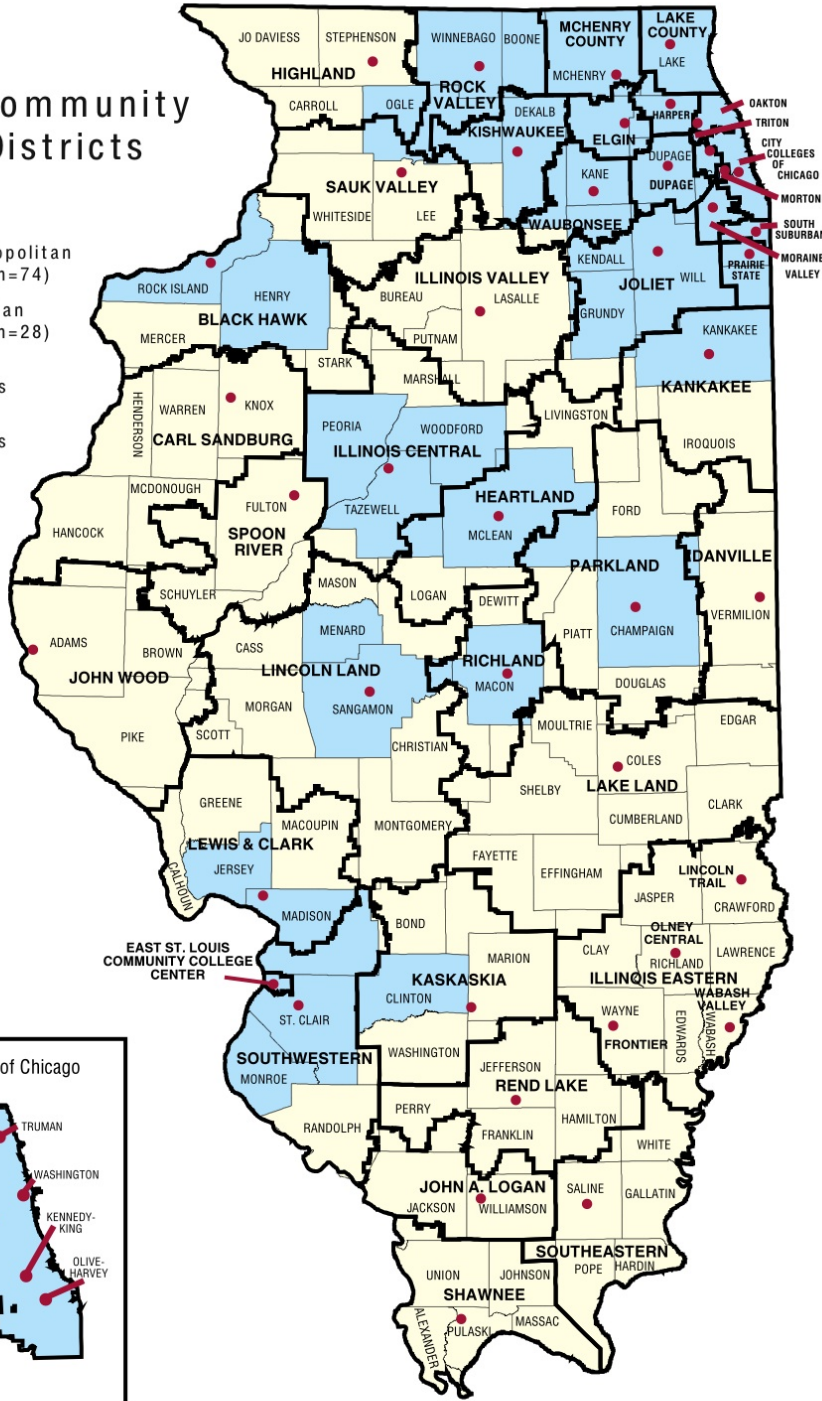 JO DAVIESS
STEPHENSON
WINNEBAGO
BOONE
MCHENRY
COUNTY
LAKE
COUNTY
HIGHLAND
MCHENRY
LAKE
CARROLL
OGLE
ROCK
VALLEY
DEKALB
KISHWAUKEE
ELGIN
HARPER
OAKTON
TRITON
CITY
COLLEGES
OF
CHICAGO
MORTON
SOUTH
SUBURBAN
MORAINE
VALLEY
ommunity
Districts
SAUK VALLEY
WHITESIDE
LEE
KANE
DUPAGE
DUPAGE
WAUBONSEE
KENDALL
JOLIET
WILL
GRUNDY
PRAIRIE
STATE
opolitan
n=74)
an
n=28)
s
s
ROCK ISLAND
HENRY
BLACK HAWK
MERCER
ILLINOIS VALLEY
BUREAU
LASALLE
PUTNAM
STARK
MARSHALL
KANKAKEE
KANKAKEE
HENDERSON
WARREN
KNOX
CARL SANDBURG
PEORIA
WOODFORD
ILLINOIS CENTRAL
TAZEWELL
LIVINGSTON
IROQUOIS
MCDONOUGH
HANCOCK
FULTON
SPOON
RIVER
HEARTLAND
MCLEAN
FORD
PARKLAND
DANVILLE
CHAMPAIGN
VERMILION
SCHUYLER
MASON
LOGAN
DEWITT
PIATT
ADAMS
BROWN
JOHN WOOD
PIKE
CASS
MENARD
LINCOLN LAND
MORGAN
SANGAMON
SCOTT
CHRISTIAN
RICHLAND
MACON
DOUGLAS
MOULTRIE
EDGAR
COLES
LAKE LAND
SHELBY
CUMBERLAND
CLARK
GREENE
MACOUPIN
MONTGOMERY
LEWIS & CLARK
JERSEY
CALHOUN
MADISON
FAYETTE
EFFINGHAM
JASPER
LINCOLN
TRAIL
CRAWFORD
BOND
MARION
CLAY
OLNEY
CENTRAL
RICHLAND
LAWRENCE
ILLINOIS EASTERN
WABASH
VALLEY
EAST ST. LOUIS
COMMUNITY COLLEGE
CENTER
KASKASKIA
CLINTON
ST. CLAIR
WAYNE
FRONTIER
EDWARDS
WABASH
SOUTHWESTERN
MONROE
WASHINGTON
JEFFERSON
REND LAKE
RANDOLPH
PERRY
FRANKLIN
HAMILTON
WHITE
JOHN A. LOGAN
JACKSON
WILLIAMSON
SALINE
GALLATIN
SOUTHEASTERN
POPE
HARDIN
UNION
JOHNSON
SHAWNEE
ALEXANDER
PULASKI
MASSAC
of Chicago
TRUMAN
WASHINGTON
KENNEDY-
KING
OLIVE-
HARVEY